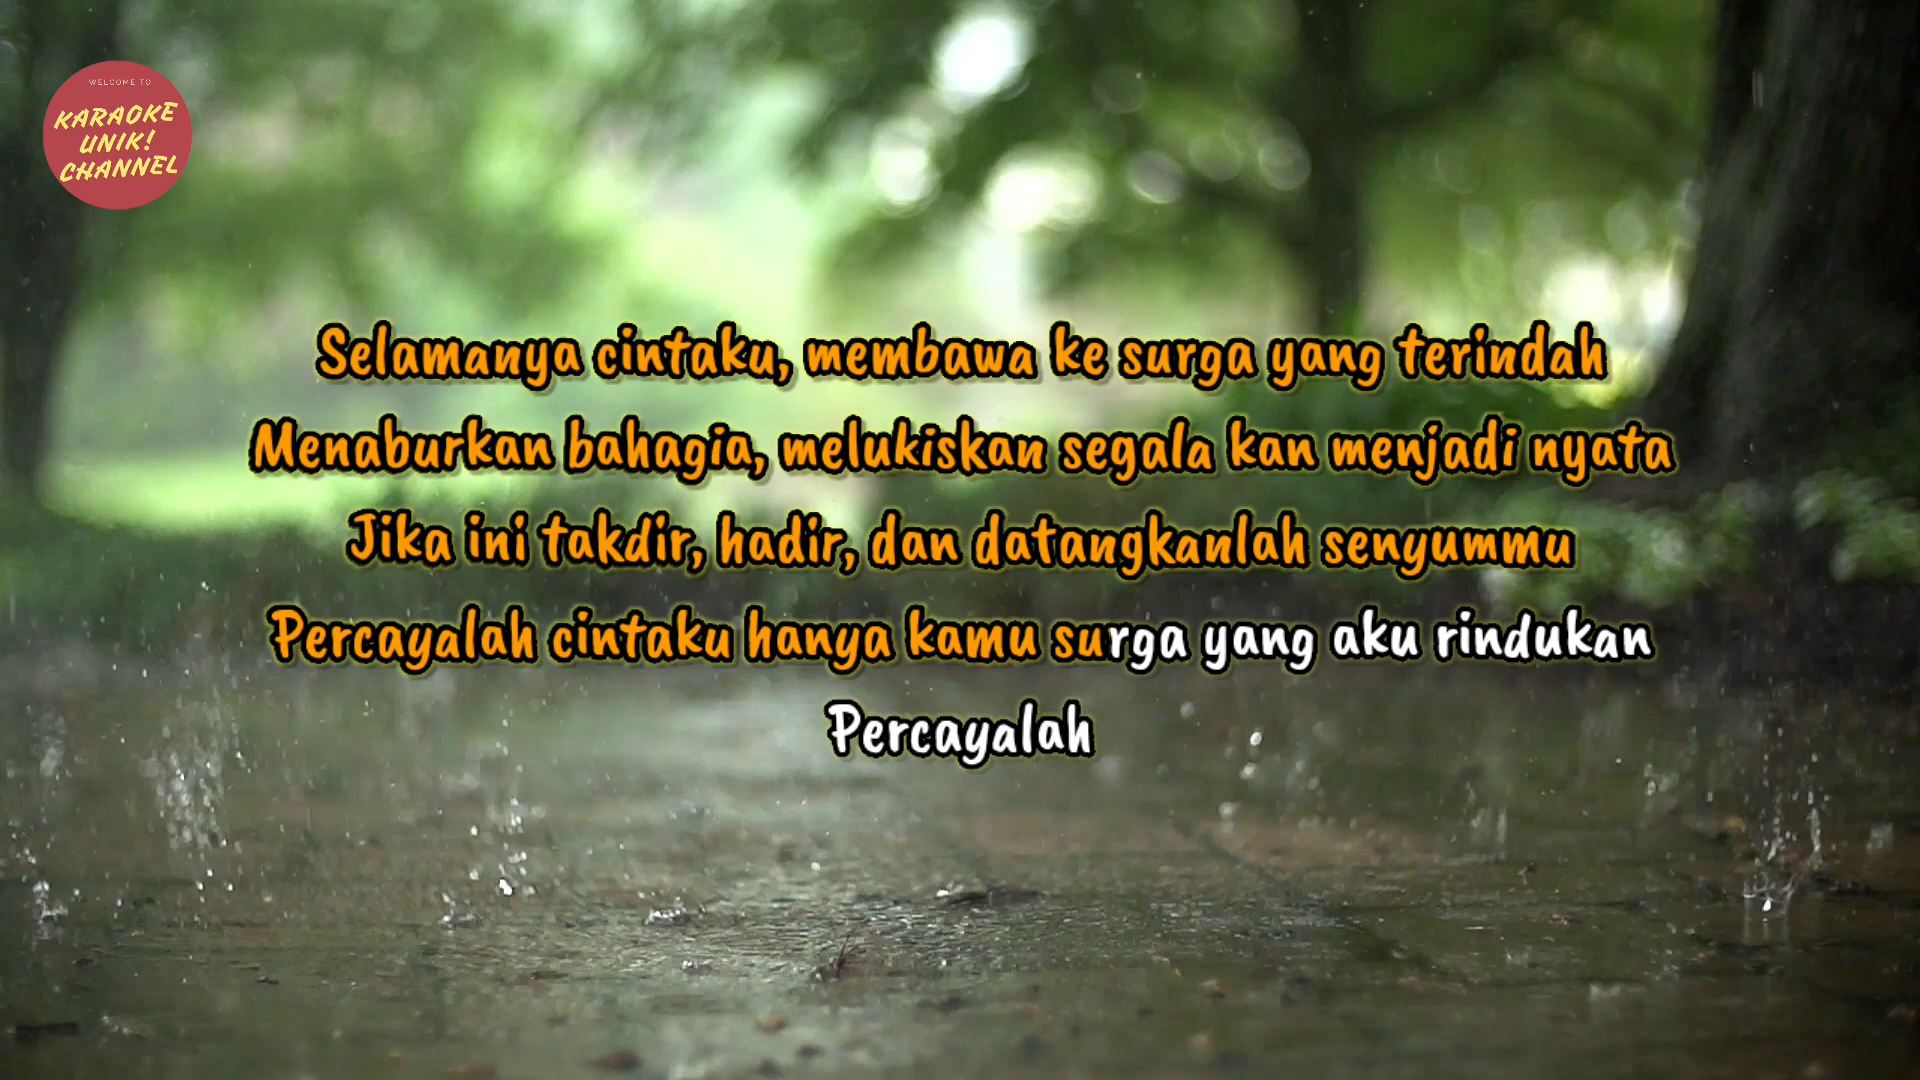 WELCOME TO
KARAOKE
UNIK!
CHANNEL
Selamanya cintaku, membawa ke surga yang terindah
Menaburkan bahagia, melukiskan segala kan menjadi nyata
Jika ini takdir, hadir, dan datangkanlah senyummu
Percayalah cintaku hanya kamu surga yang aku rindukan
Percayalah